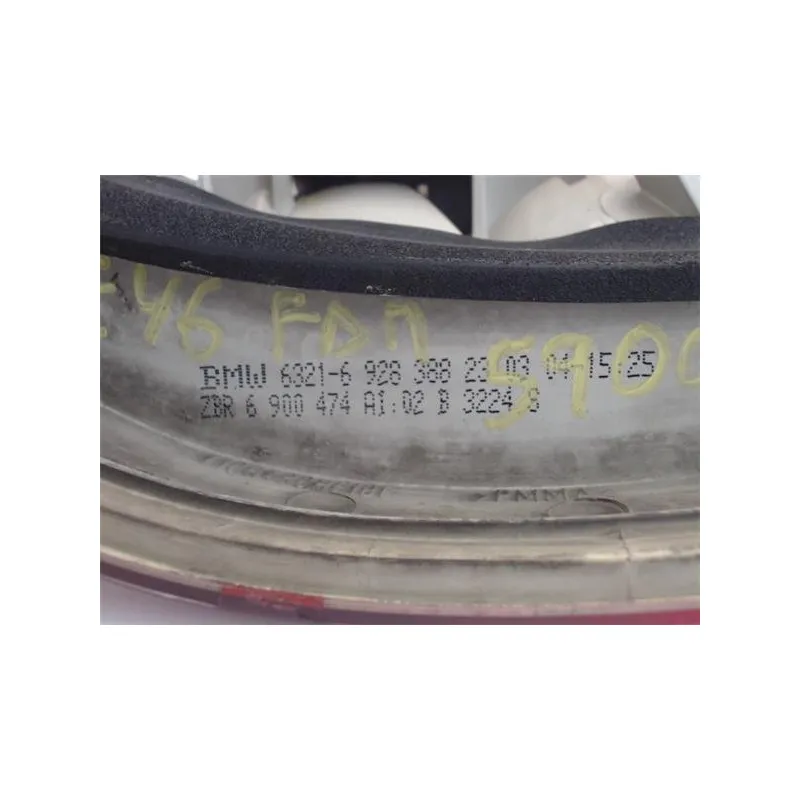 E46 FDM 5900
BMW 6321-6 928 388 23 03 04-15:25
ZBR 6 900 474 AI:02 B 3224 8
PMMA